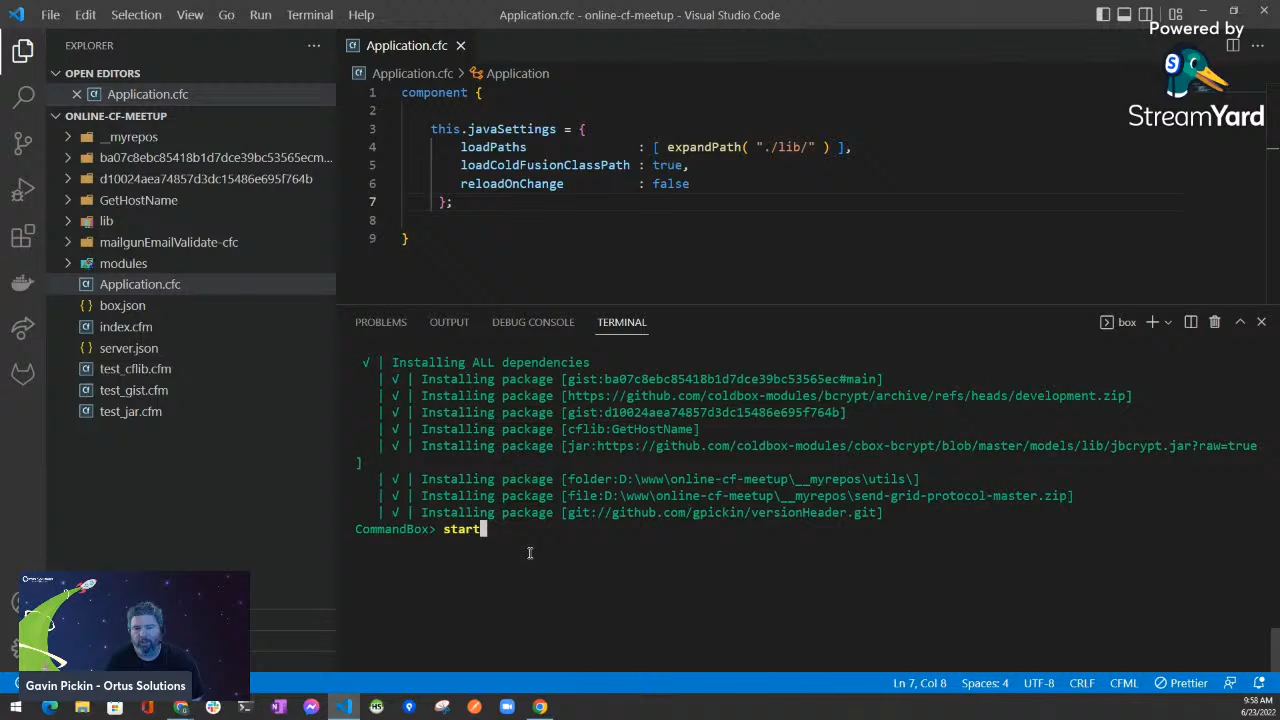 File Edit Selection View Go Run Terminal Help
Application.cfc - online-cf-meetup - Visual Studio Code
Powered by
StreamYard
EXPLORER
OPEN EDITORS
Application.cfc
ONLINE-CF-MEETUP
__myrepos
ba07c8ebc85418b1d7dce39bc53565ecm...
d10024aea74857d3dc15486e695f764b
GetHostName
lib
mailgunEmailValidate-cfc
modules
Application.cfc
box.json
index.cfm
server.json
test_cflib.cfm
test_gist.cfm
test_jar.cfm
Application.cfc
Application.cfc > Application
1 component {
2
3 this.javaSettings = {
4 loadPaths : [ expandPath( "./lib/" ) ],
5 loadColdFusionClassPath : true,
6 reloadOnChange : false
7 };
8
9 }
PROBLEMS OUTPUT DEBUG CONSOLE TERMINAL
box
√ | Installing ALL dependencies
| √ | Installing package [gist:ba07c8ebc85418b1d7dce39bc53565ec#main]
| √ | Installing package [https://github.com/coldbox-modules/bcrypt/archive/refs/heads/development.zip]
| √ | Installing package [gist:d10024aea74857d3dc15486e695f764b]
| √ | Installing package [cflib:GetHostName]
| √ | Installing package [jar:https://github.com/coldbox-modules/cbox-bcrypt/blob/master/models/lib/jbcrypt.jar?raw=true
]
| √ | Installing package [folder:D:\www\online-cf-meetup\__myrepos\utils\]
| √ | Installing package [file:D:\www\online-cf-meetup\__myrepos\send-grid-protocol-master.zip]
| √ | Installing package [git://github.com/gpickin/versionHeader.git]
CommandBox> start
Gavin Pickin - Ortus Solutions
Ln 7, Col 8 Spaces: 4 UTF-8 CRLF CFML Prettier
9:58 AM
6/23/2022